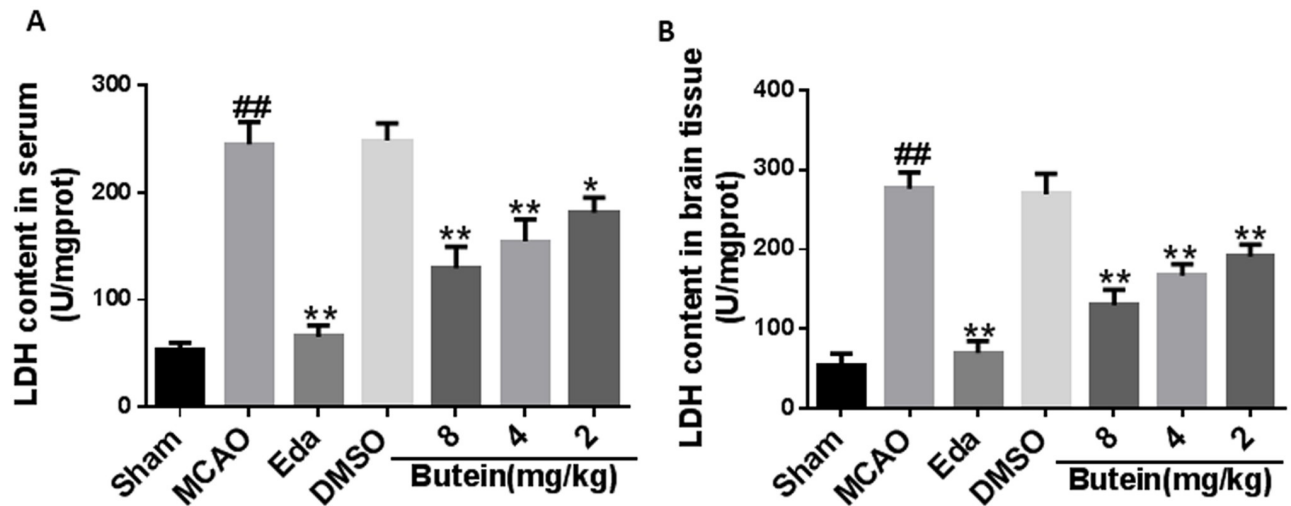 A
LDH content in serum
(U/mgprot)
300
200
100
0
##
**
**
**
*
Sham
MCAO
Eda
DMSO
8
4
2
Butein(mg/kg)
B
LDH content in brain tissue
(U/mgprot)
400
300
200
100
0
##
**
**
**
**
Sham
MCAO
Eda
DMSO
8
4
2
Butein(mg/kg)